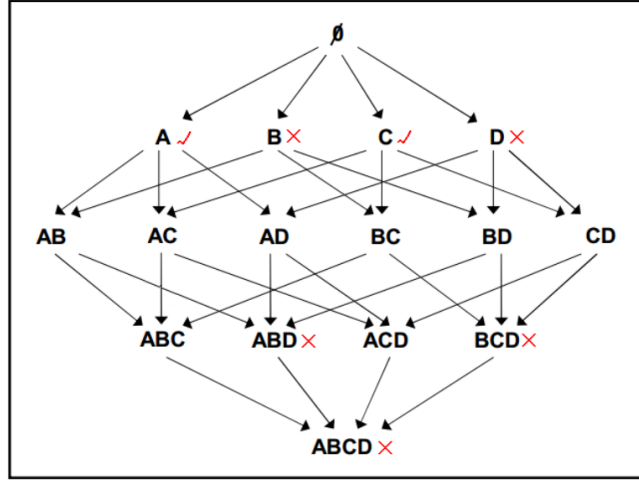 Ø
A ✓ B × C ✓ D ×
AB AC AD BC BD CD
ABC ABD × ACD BCD ×
ABCD ×